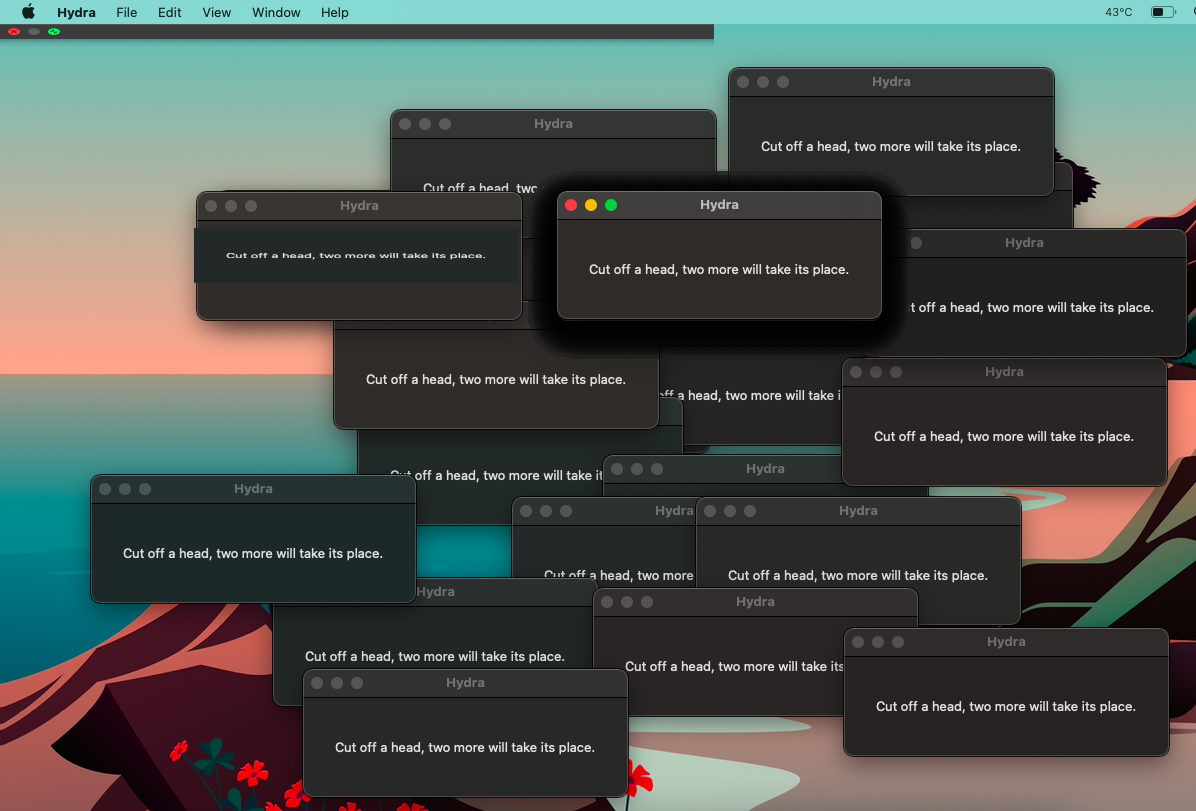 Hydra File Edit View Window Help 43°C
Hydra
Cut off a head, two more will take its place.
Hydra
Cut off a head, two
Hydra
Cut off a head, two more will take its place.
Hydra
Cut off a head, two more will take its place.
Hydra
t off a head, two more will take its place.
Cut off a head, two more will take its place.
off a head, two more will take i
Hydra
Cut off a head, two more will take its place.
Cut off a head, two more will take it
Hydra
Hydra
Cut off a head, two more will take its place.
Hydra
Cut off a head, two more
Hydra
Cut off a head, two more will take its place.
Hydra
Cut off a head, two more will take its place.
Hydra
Cut off a head, two more will take its
Hydra
Cut off a head, two more will take its place.
Hydra
Cut off a head, two more will take its place.